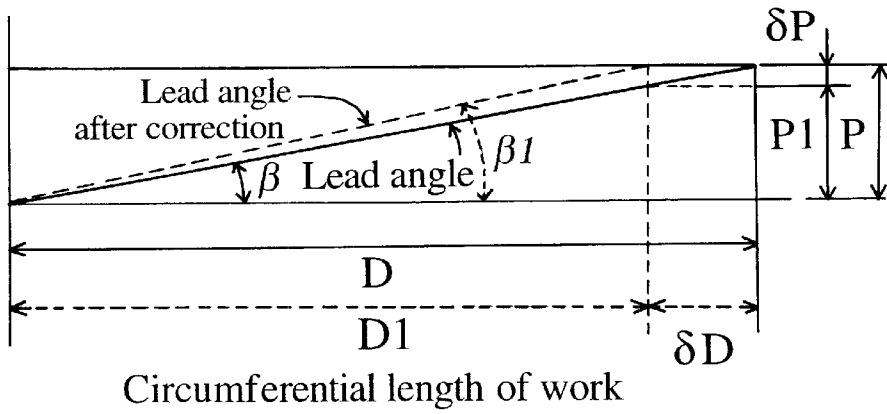 δP
Lead angle
after correction
β
Lead angle
β1
P1
P
D
D1
δD
Circumferential length of work